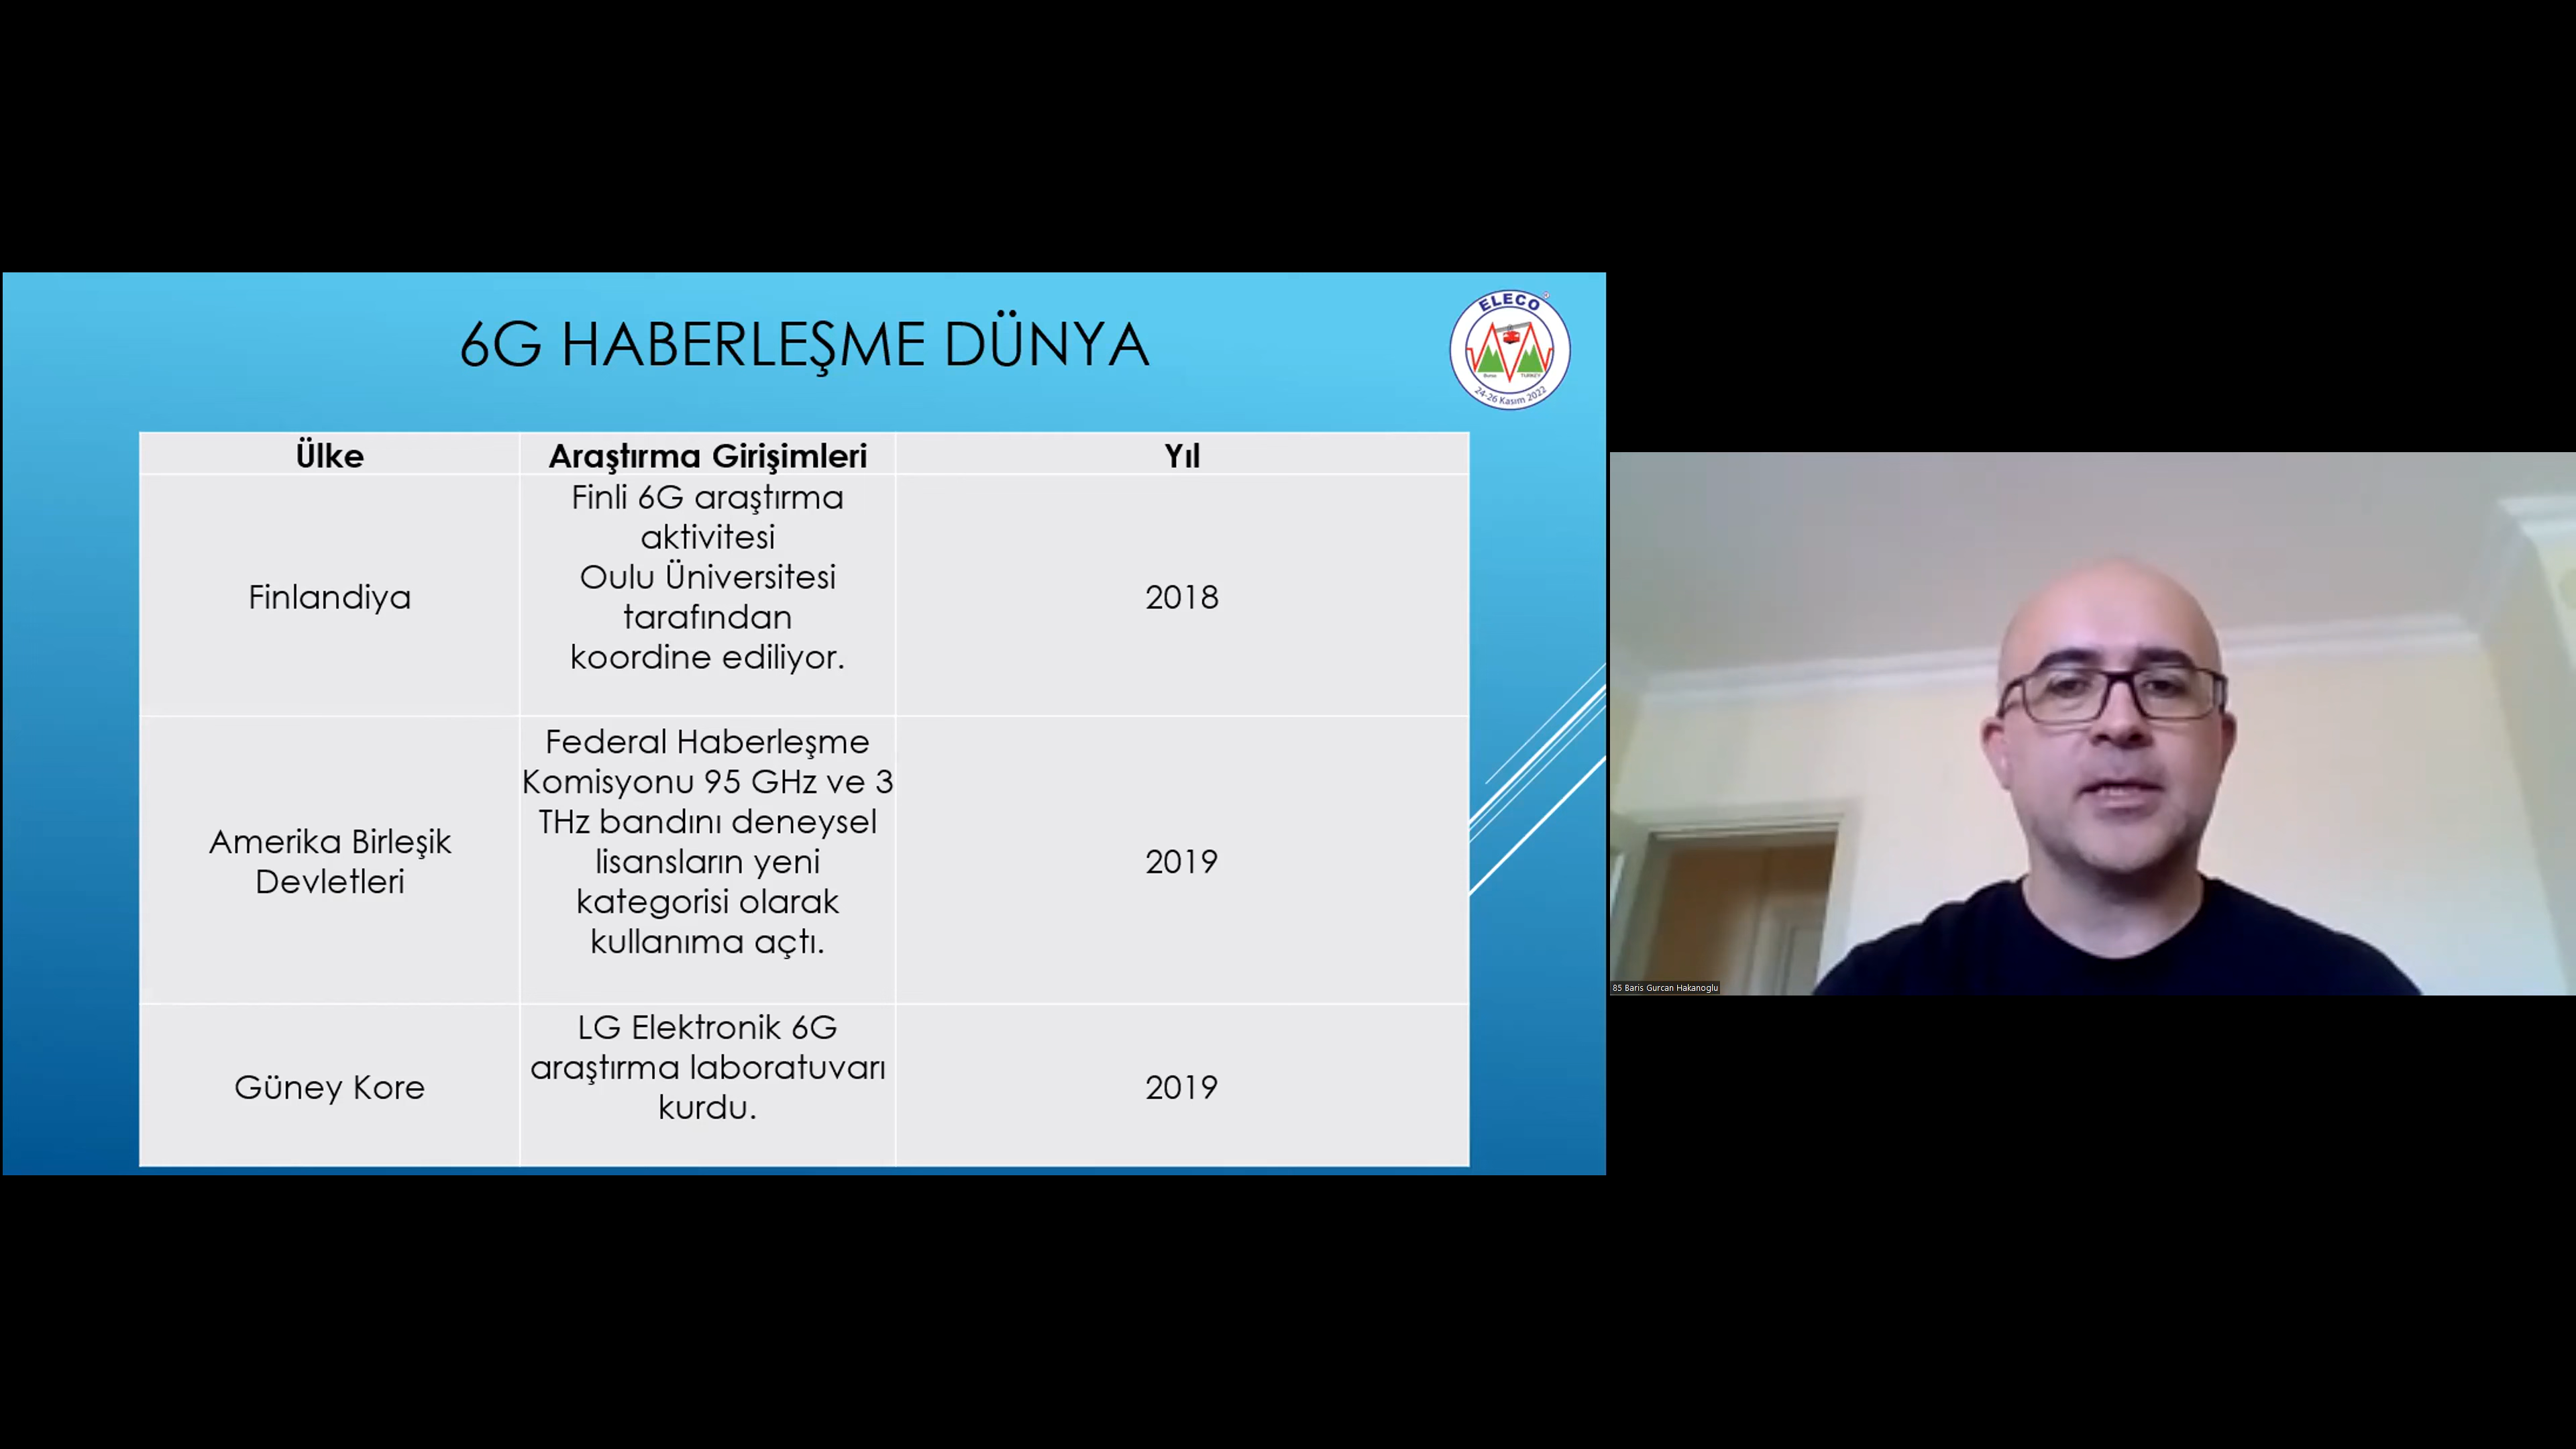 6G HABERLEŞME DÜNYA
ELECO
Bursa TURKEY
24-26 Kasım 2022
Ülke Araştırma Girişimleri Yıl
Finlandiya
Finli 6G araştırma
aktivitesi
Oulu Üniversitesi
tarafından
koordine ediliyor.
2018
Amerika Birleşik
Devletleri
Federal Haberleşme
Komisyonu 95 GHz ve 3
THz bandını deneysel
lisansların yeni
kategorisi olarak
kullanıma açtı.
2019
Güney Kore
LG Elektronik 6G
araştırma laboratuvarı
kurdu.
2019
85 Baris Gurcan Hakanoglu